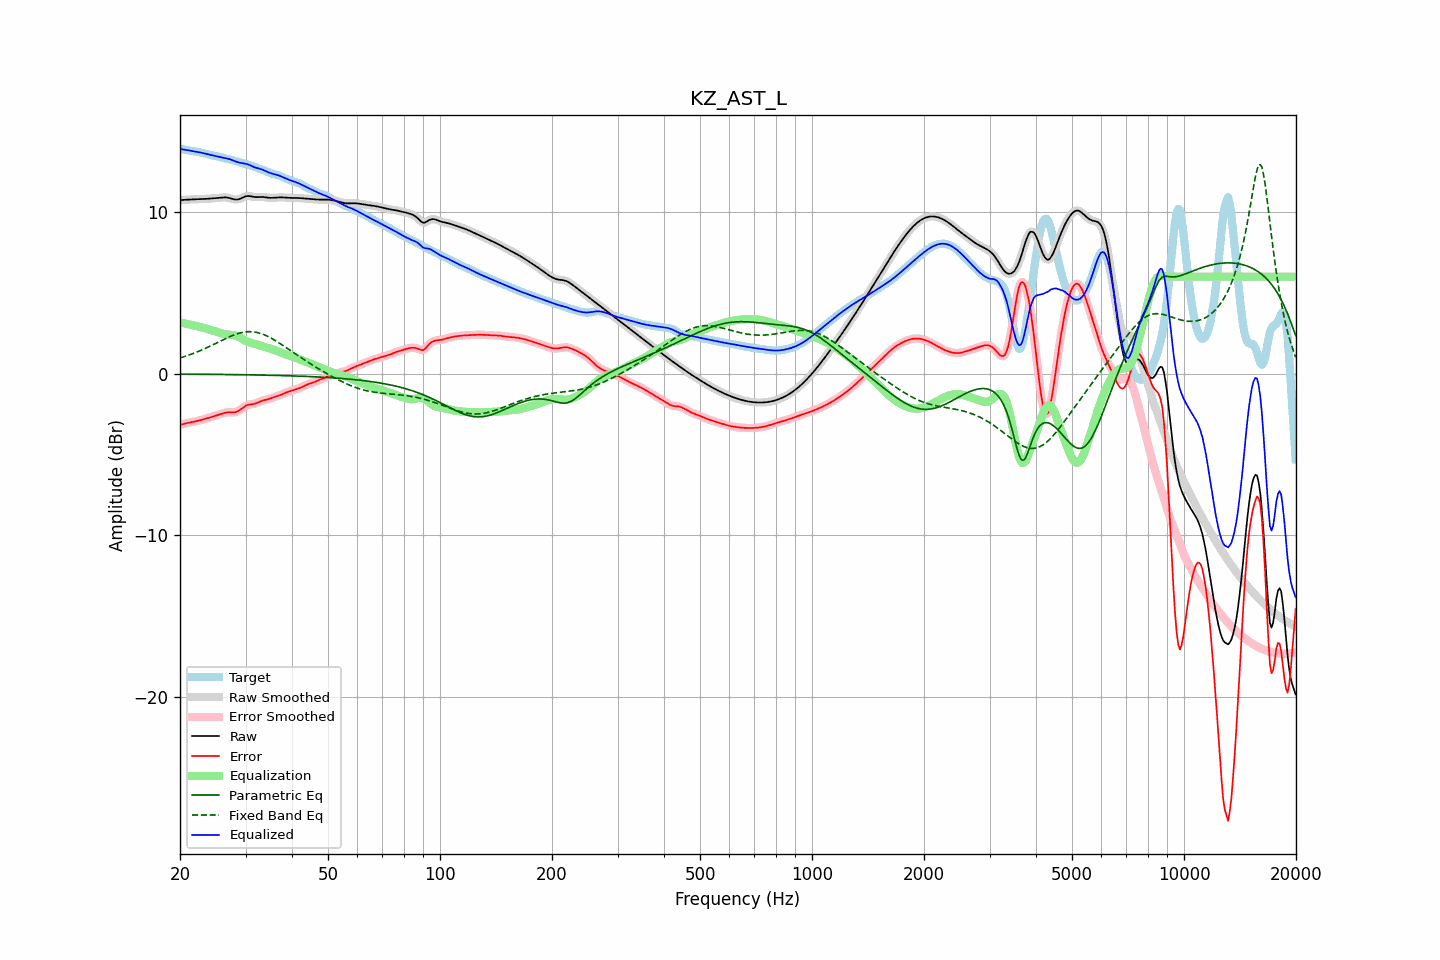 KZ_AST_L
Amplitude (dBr)
10
0
−10
−20
Target
Raw Smoothed
Error Smoothed
Raw
Error
Equalization
Parametric Eq
Fixed Band Eq
Equalized
20 50 100 200 500 1000 2000 5000 10000 20000
Frequency (Hz)